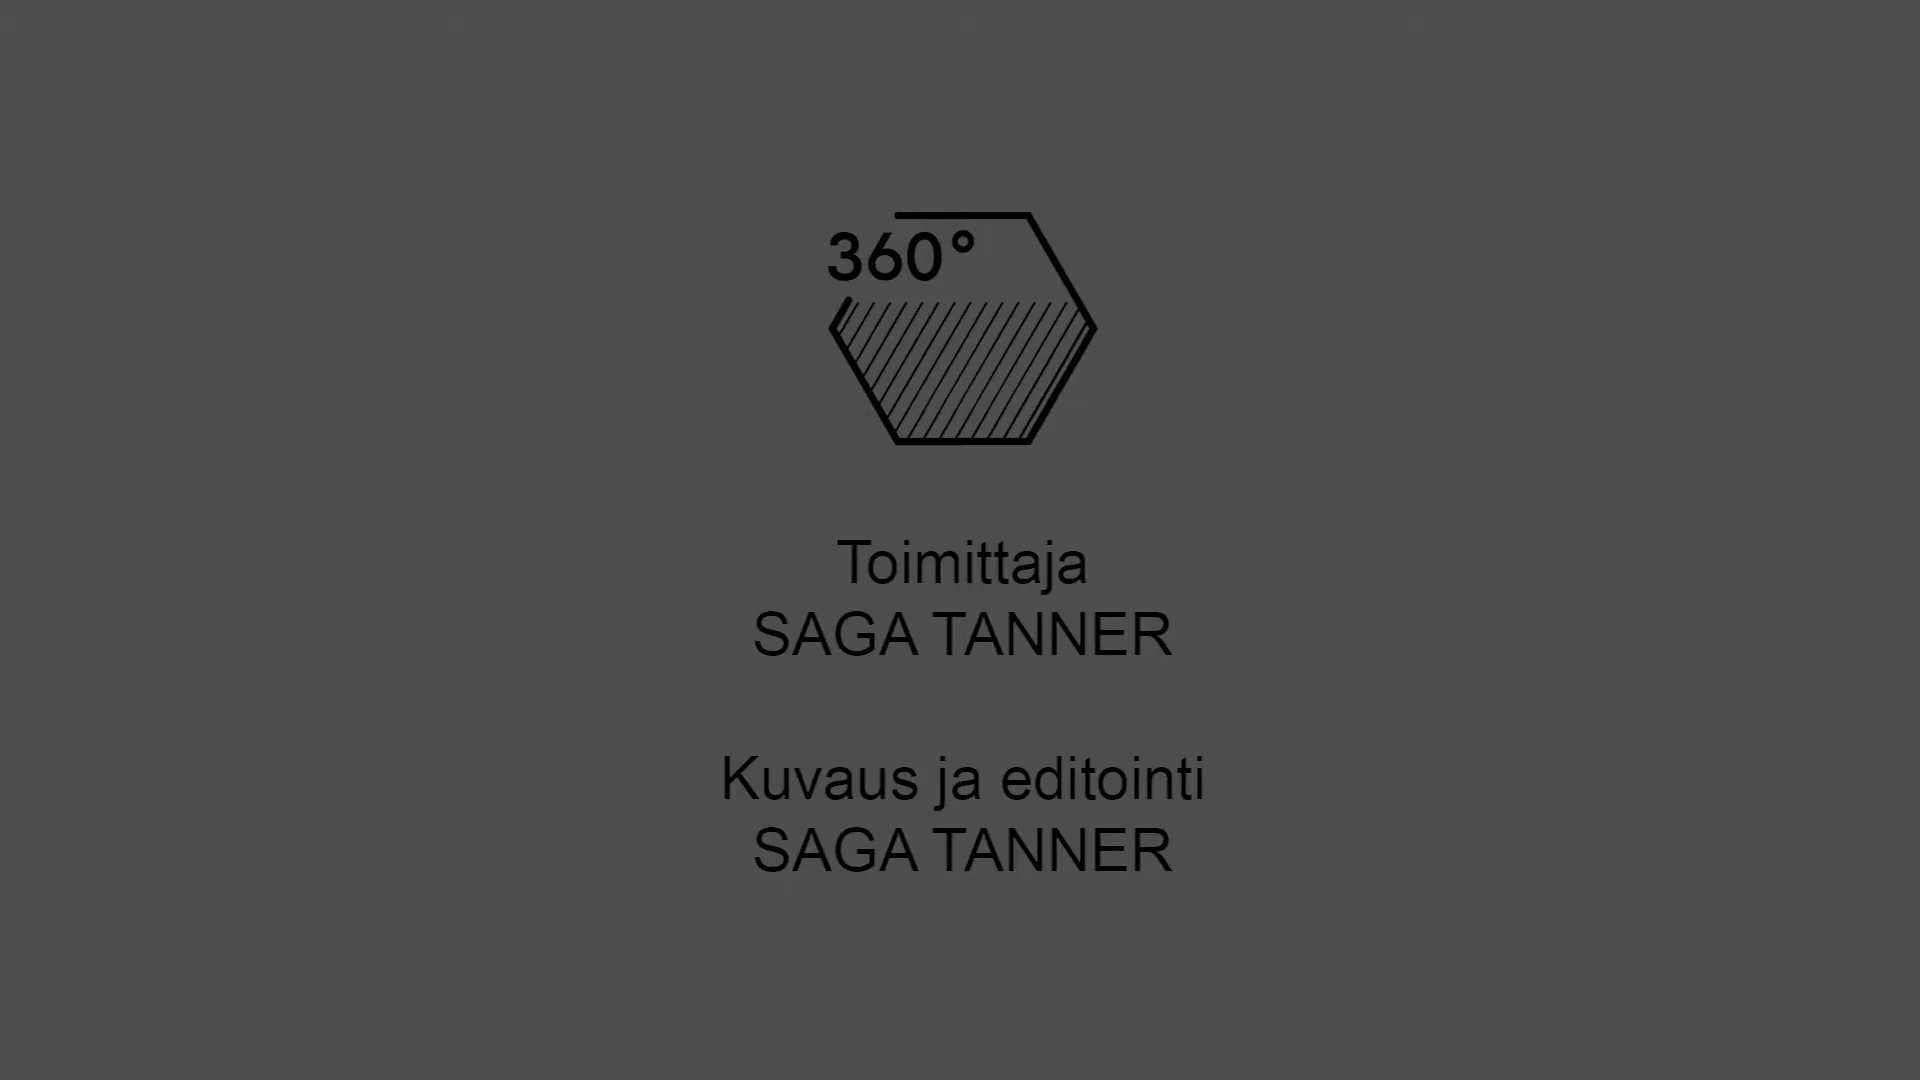 360°
Toimittaja
SAGA TANNER
Kuvaus ja editointi
SAGA TANNER